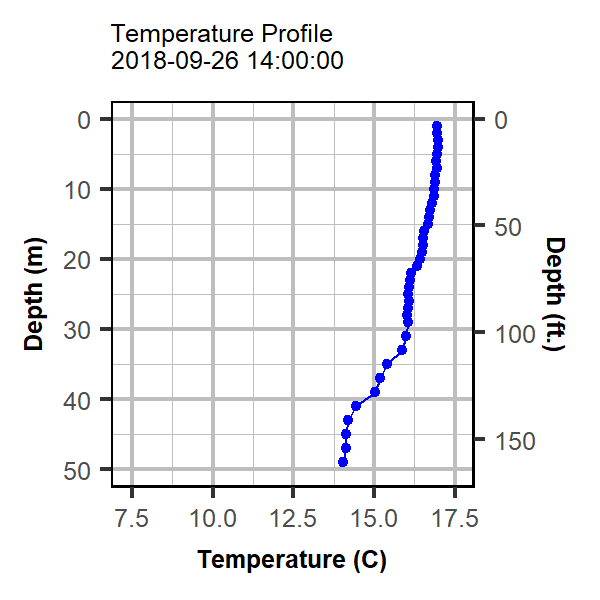 Temperature Profile
2018-09-26 14:00:00
0
10
20
30
40
50
Depth (m)
0
50
100
150
Depth (ft.)
7.5 10.0 12.5 15.0 17.5
Temperature (C)